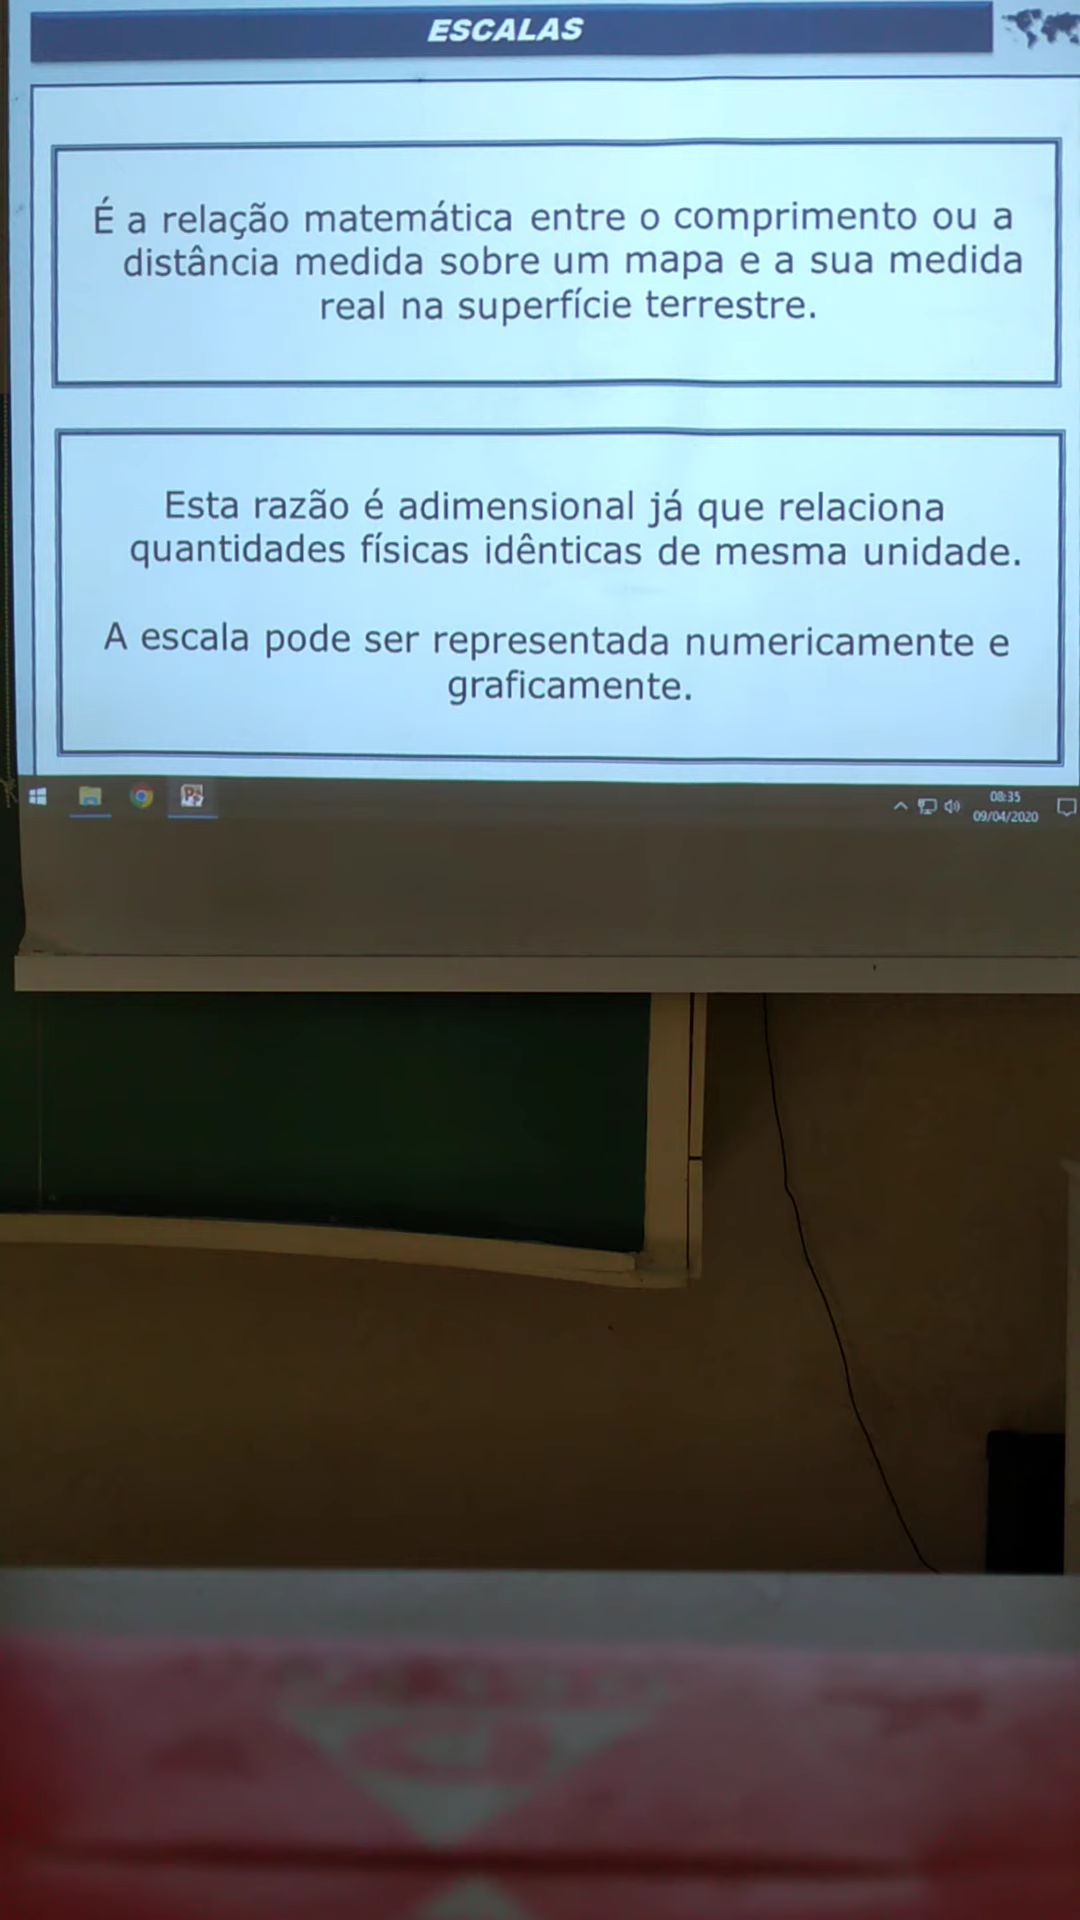 ESCALAS
É a relação matemática entre o comprimento ou a
distância medida sobre um mapa e a sua medida
real na superfície terrestre.
Esta razão é adimensional já que relaciona
quantidades físicas idênticas de mesma unidade.
A escala pode ser representada numericamente e
graficamente.
08:35
09/04/2020